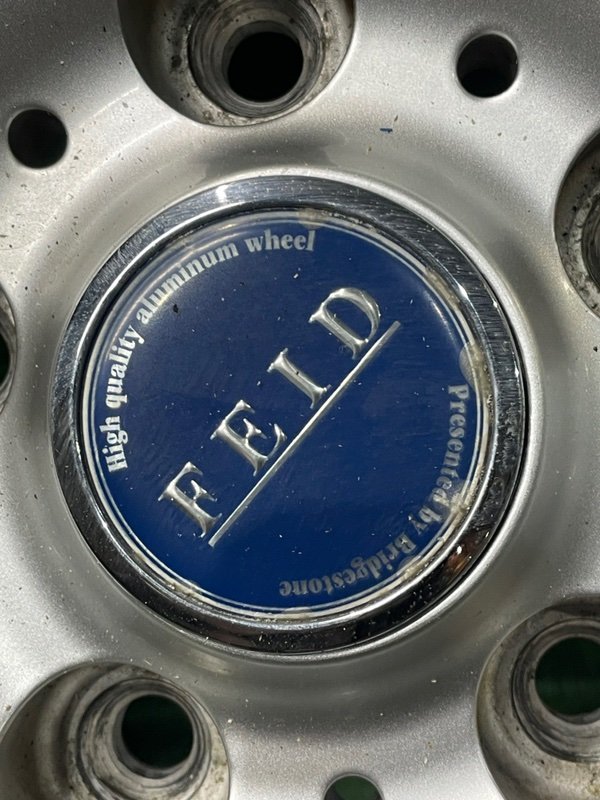 High quality aluminum wheel
FEID
Presented by Bridgestone